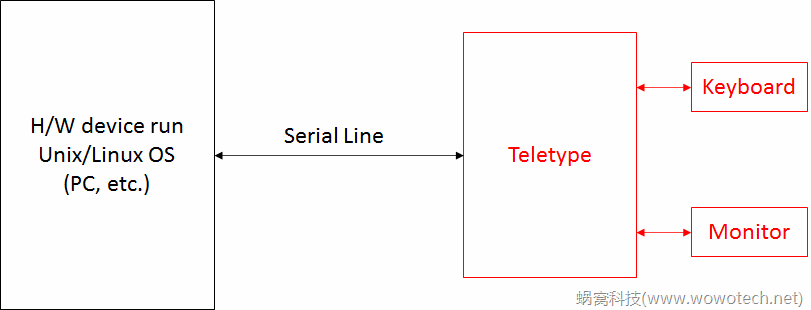 H/W device run
Unix/Linux OS
(PC, etc.)
Serial Line
Teletype
Keyboard
Monitor
蜗窝科技(www.wowotech.net)